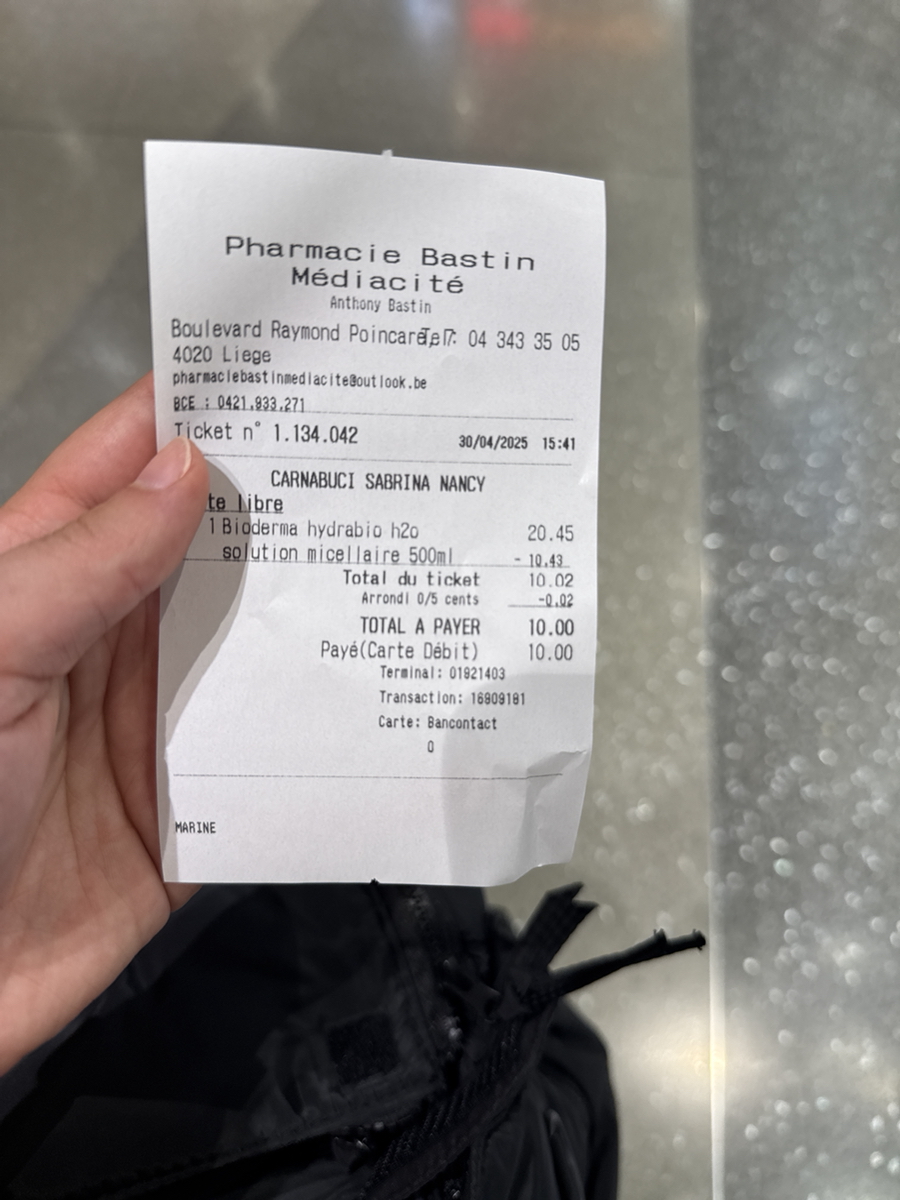 Pharmacie Bastin
Médiacité
Anthony Bastin
Boulevard Raymond Poincaré, 7 Tel: 04 343 35 05
4020 Liege
pharmaciebastinmediacite@outlook.be
BCE : 0421.933.271
Ticket n° 1.134.042 30/04/2025 15:41
CARNABUCI SABRINA NANCY
te libre
1 Bioderma hydrabio h2o 20.45
solution micellaire 500ml - 10.43
Total du ticket 10.02
Arrondi 0/5 cents -0.02
TOTAL A PAYER 10.00
Payé(Carte Débit) 10.00
Terminal: 01921403
Transaction: 16809181
Carte: Bancontact
0
MARINE